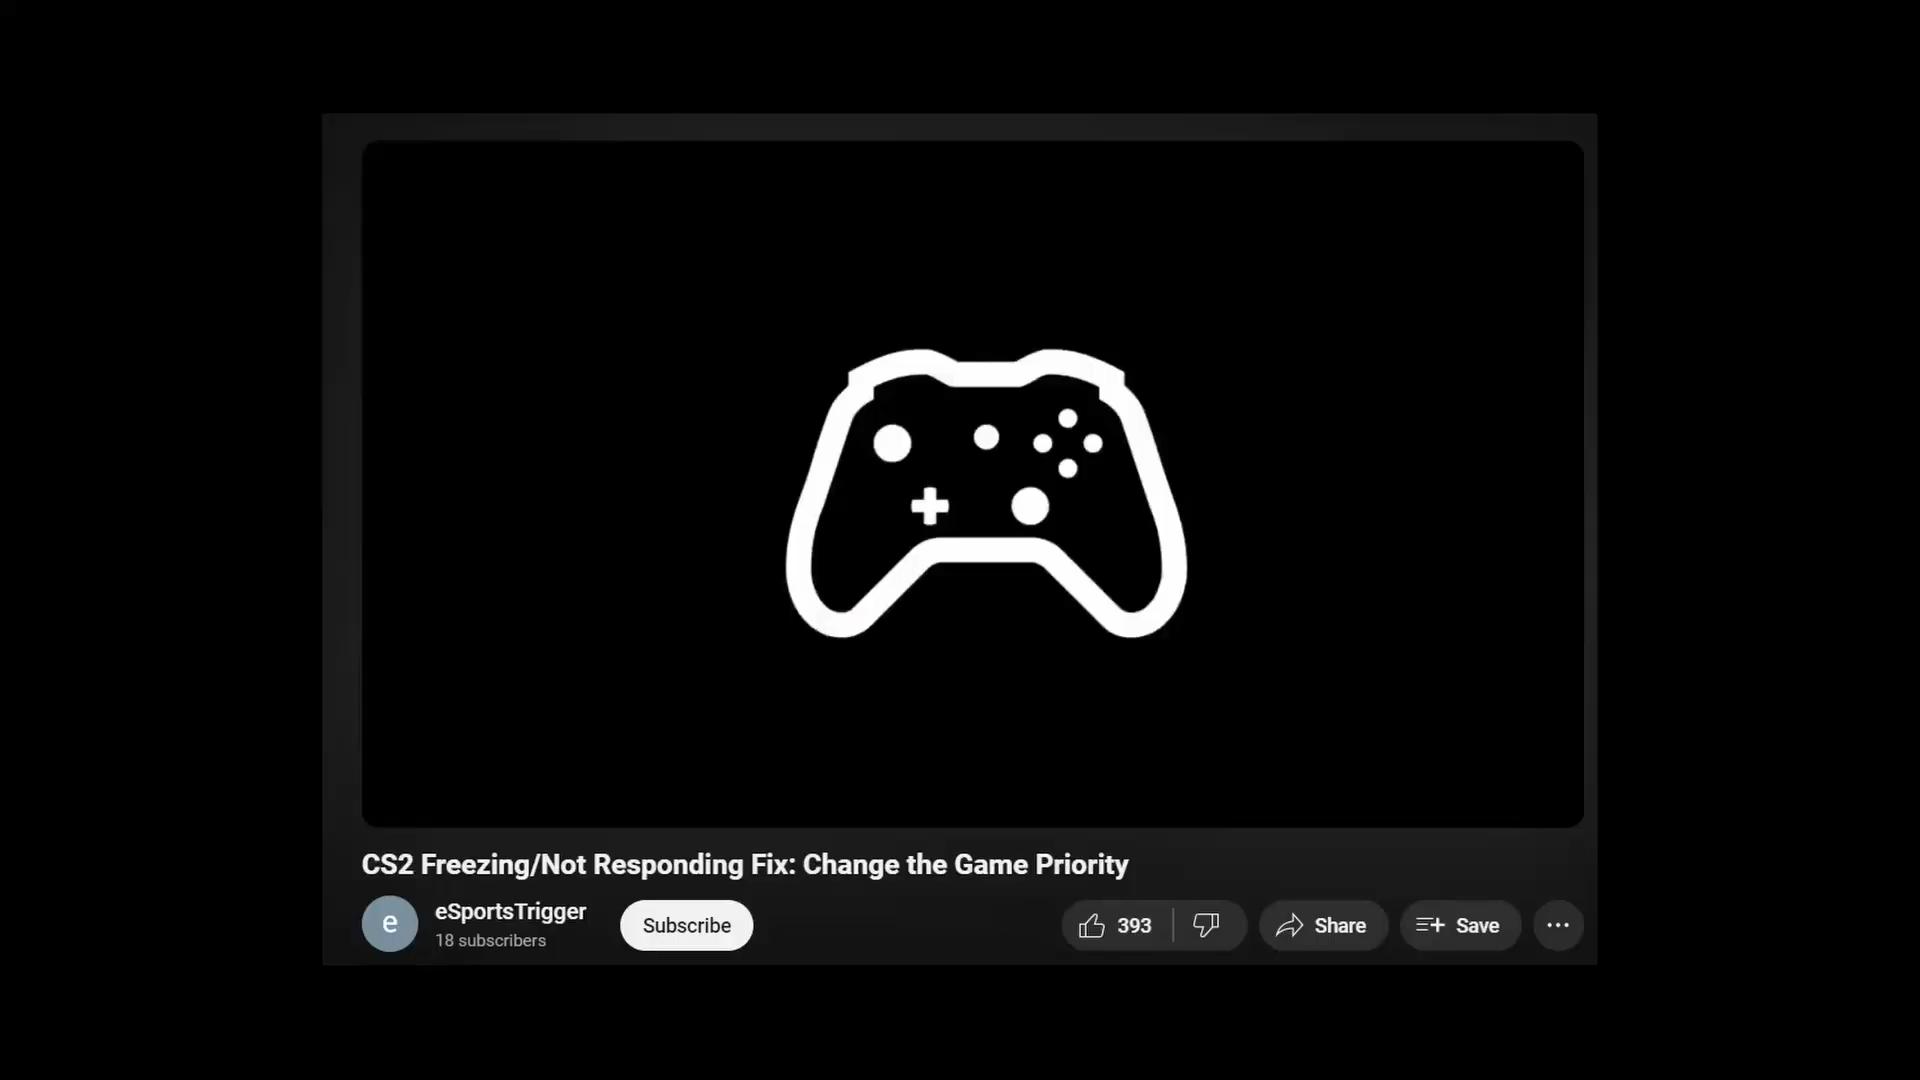 CS2 Freezing/Not Responding Fix: Change the Game Priority
e
eSportsTrigger
18 subscribers
Subscribe
393
Share
Save